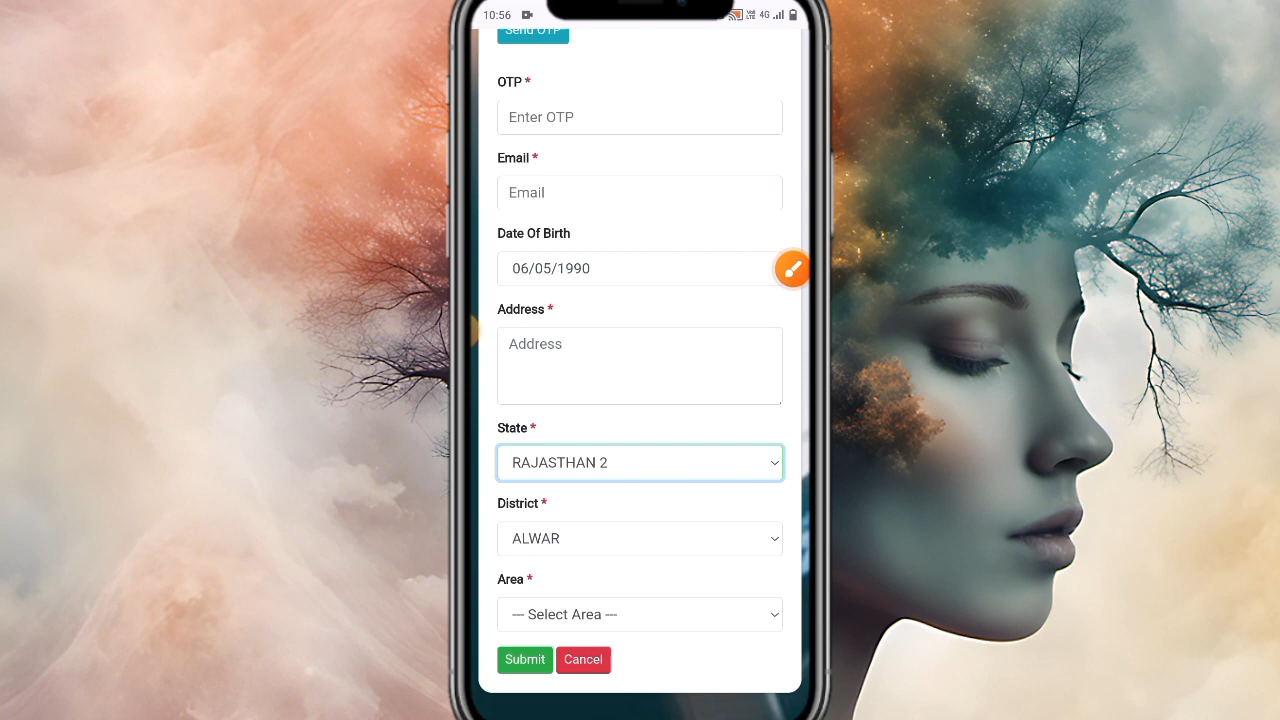 10:56
4G
Send OTP
OTP *
Enter OTP
Email *
Email
Date Of Birth
06/05/1990
Address *
Address
State *
RAJASTHAN 2
District *
ALWAR
Area *
--- Select Area ---
Submit Cancel